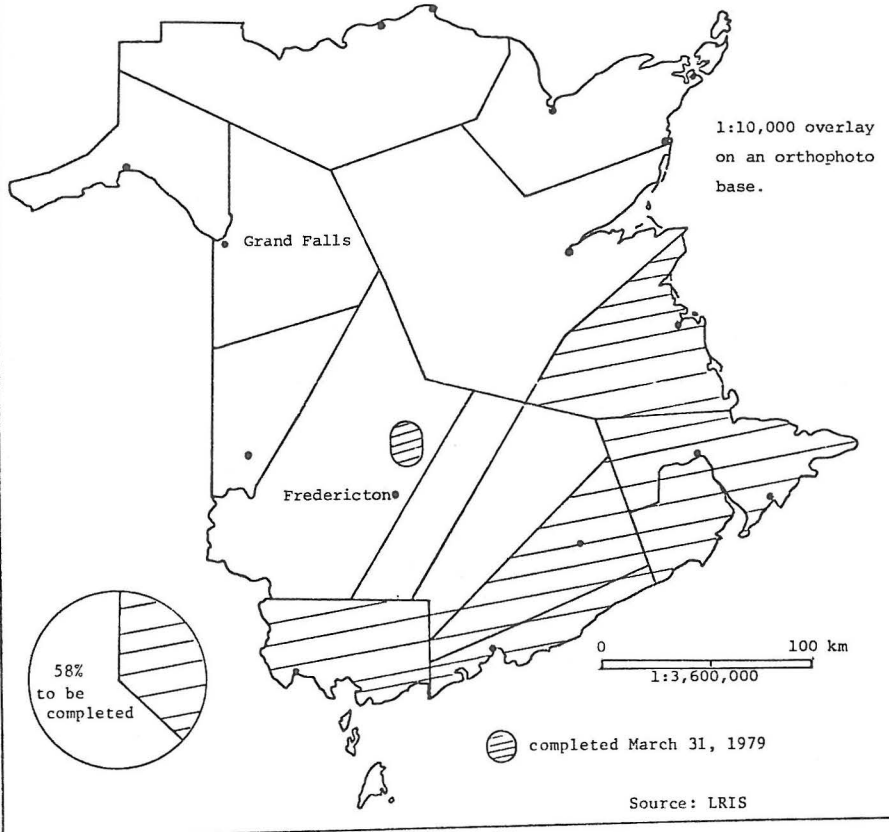 1:10,000 overlay
on an orthophoto
base.
Grand Falls
Fredericton
58%
to be
completed
0 100 km
1:3,600,000
completed March 31, 1979
Source: LRIS